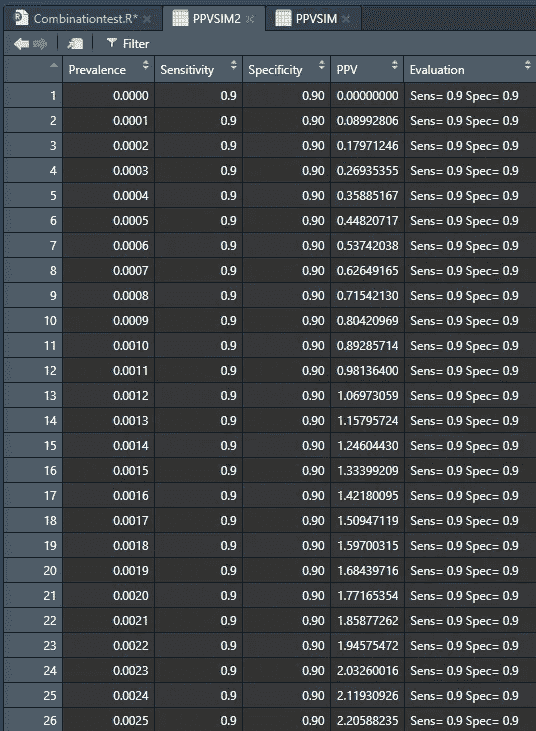 Combinationtest.R* PPVSIM2 PPVSIM
Filter
Prevalence Sensitivity Specificity PPV Evaluation
1 0.0000 0.9 0.90 0.00000000 Sens= 0.9 Spec= 0.9
2 0.0001 0.9 0.90 0.08992806 Sens= 0.9 Spec= 0.9
3 0.0002 0.9 0.90 0.17971246 Sens= 0.9 Spec= 0.9
4 0.0003 0.9 0.90 0.26935355 Sens= 0.9 Spec= 0.9
5 0.0004 0.9 0.90 0.35885167 Sens= 0.9 Spec= 0.9
6 0.0005 0.9 0.90 0.44820717 Sens= 0.9 Spec= 0.9
7 0.0006 0.9 0.90 0.53742038 Sens= 0.9 Spec= 0.9
8 0.0007 0.9 0.90 0.62649165 Sens= 0.9 Spec= 0.9
9 0.0008 0.9 0.90 0.71542130 Sens= 0.9 Spec= 0.9
10 0.0009 0.9 0.90 0.80420969 Sens= 0.9 Spec= 0.9
11 0.0010 0.9 0.90 0.89285714 Sens= 0.9 Spec= 0.9
12 0.0011 0.9 0.90 0.98136400 Sens= 0.9 Spec= 0.9
13 0.0012 0.9 0.90 1.06973059 Sens= 0.9 Spec= 0.9
14 0.0013 0.9 0.90 1.15795724 Sens= 0.9 Spec= 0.9
15 0.0014 0.9 0.90 1.24604430 Sens= 0.9 Spec= 0.9
16 0.0015 0.9 0.90 1.33399209 Sens= 0.9 Spec= 0.9
17 0.0016 0.9 0.90 1.42180095 Sens= 0.9 Spec= 0.9
18 0.0017 0.9 0.90 1.50947119 Sens= 0.9 Spec= 0.9
19 0.0018 0.9 0.90 1.59700315 Sens= 0.9 Spec= 0.9
20 0.0019 0.9 0.90 1.68439716 Sens= 0.9 Spec= 0.9
21 0.0020 0.9 0.90 1.77165354 Sens= 0.9 Spec= 0.9
22 0.0021 0.9 0.90 1.85877262 Sens= 0.9 Spec= 0.9
23 0.0022 0.9 0.90 1.94575472 Sens= 0.9 Spec= 0.9
24 0.0023 0.9 0.90 2.03260016 Sens= 0.9 Spec= 0.9
25 0.0024 0.9 0.90 2.11930926 Sens= 0.9 Spec= 0.9
26 0.0025 0.9 0.90 2.20588235 Sens= 0.9 Spec= 0.9